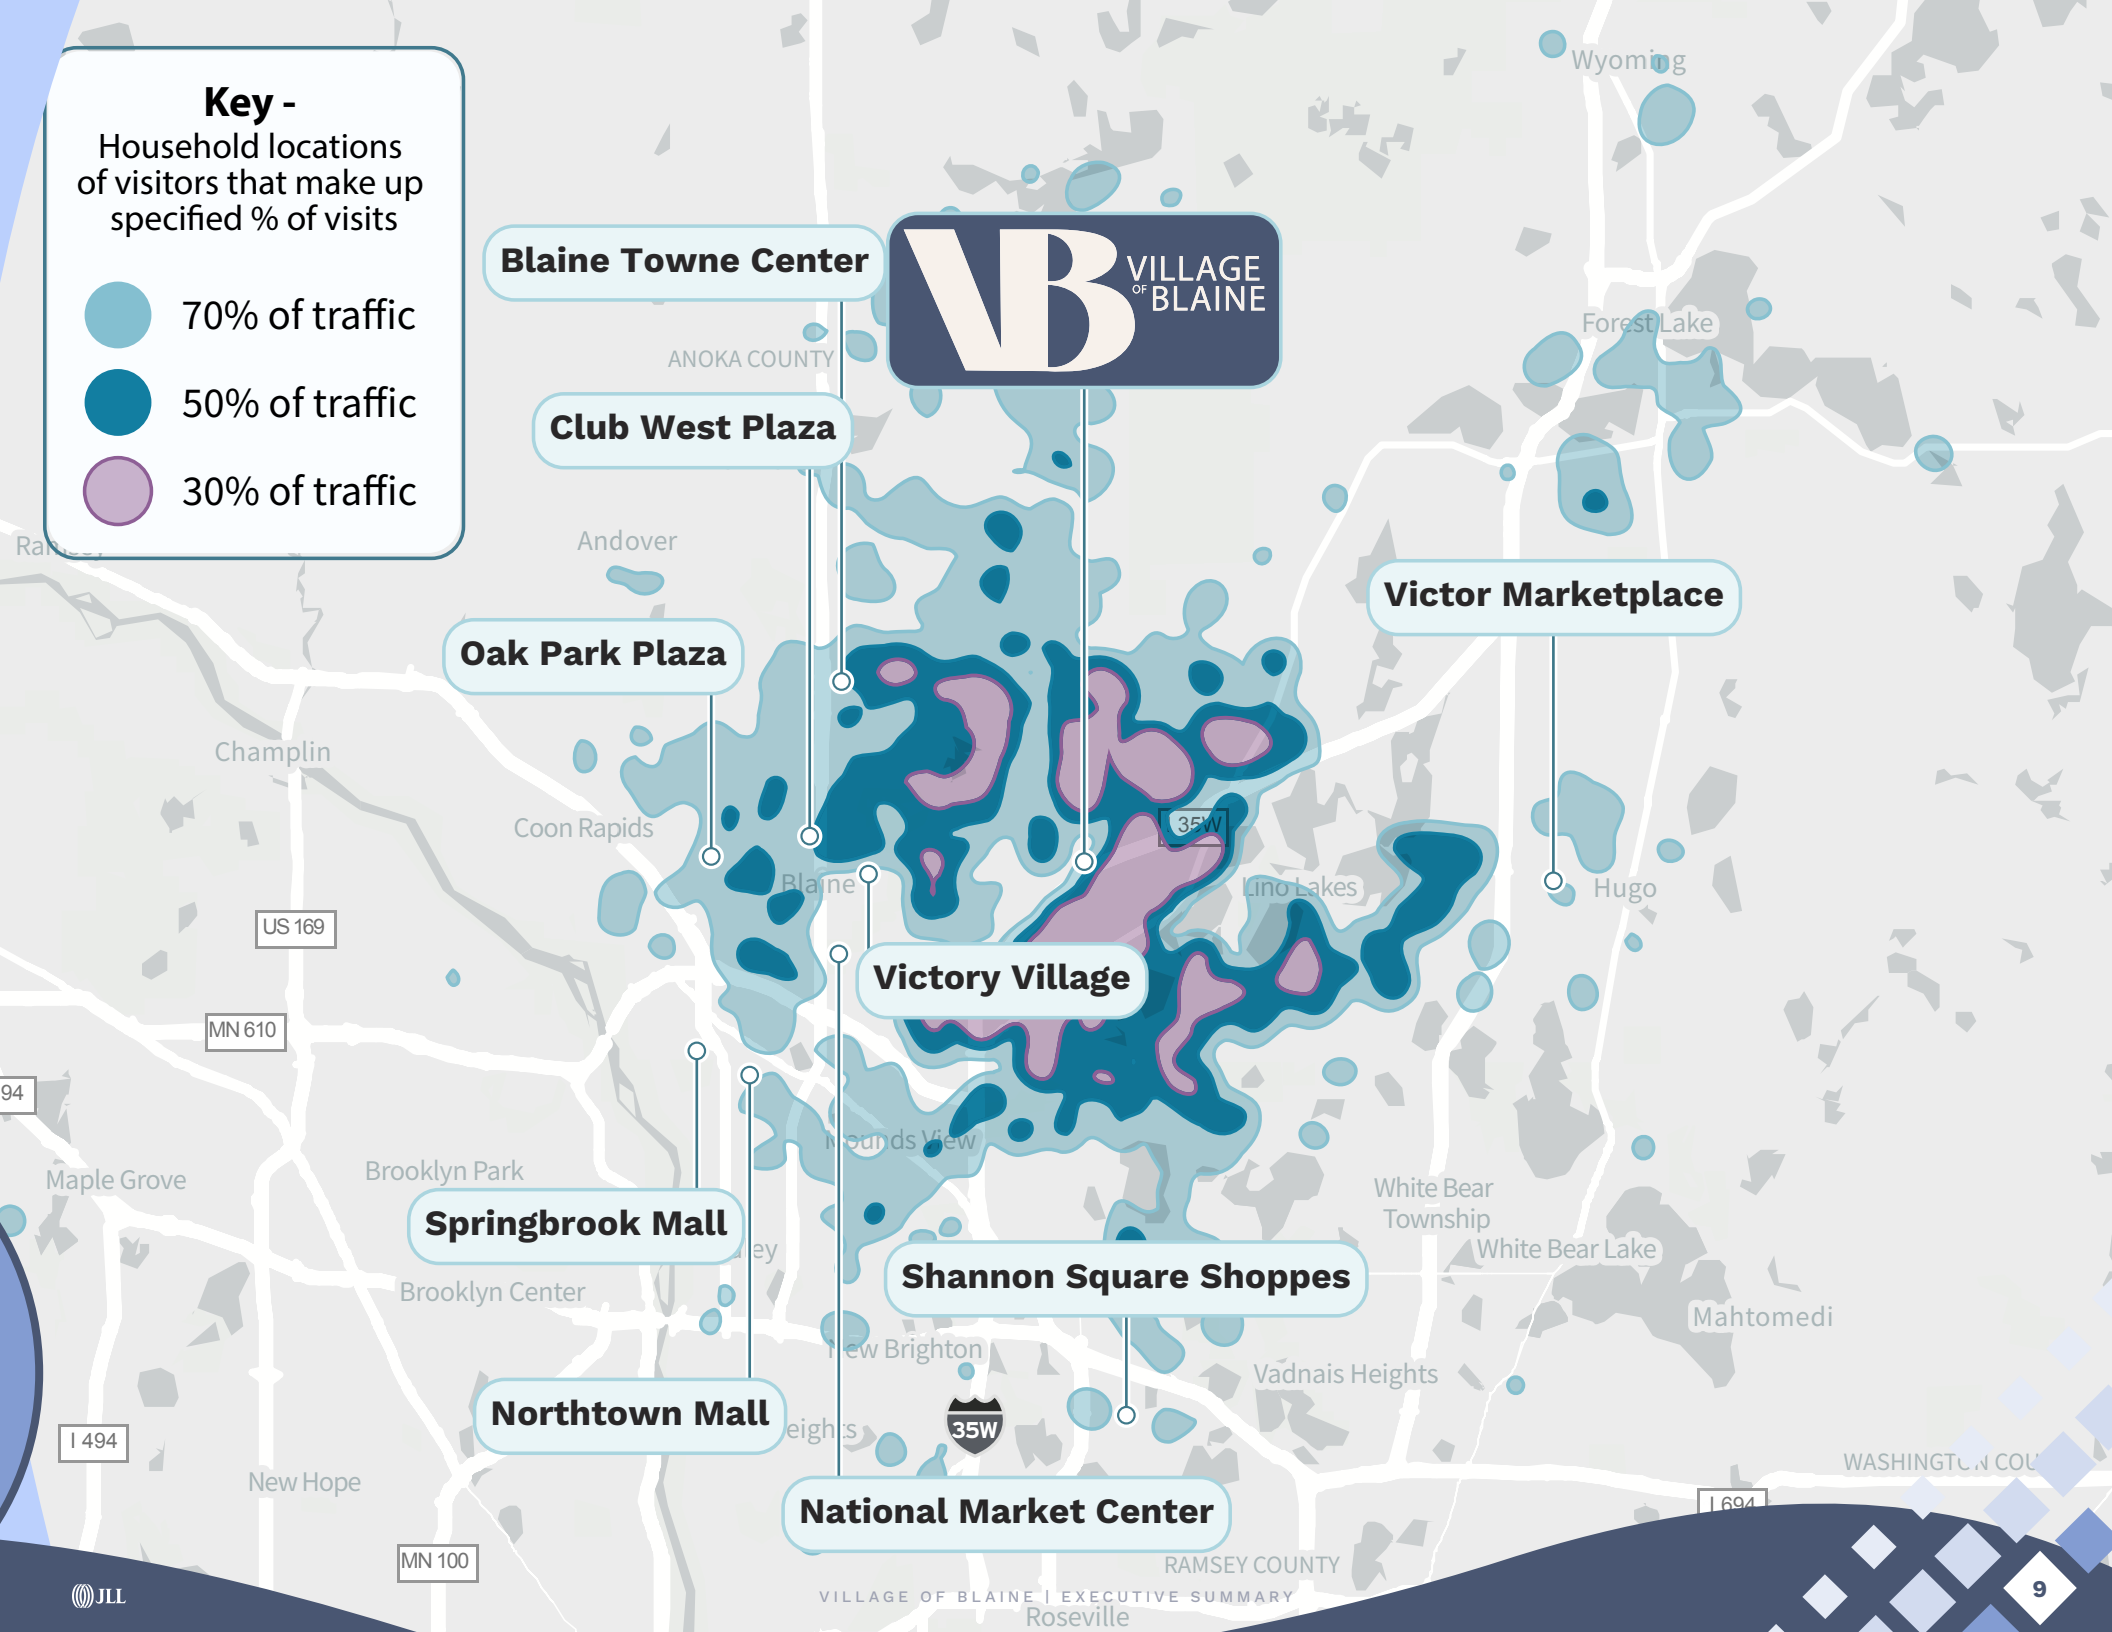 Key -
Household locations
of visitors that make up
specified % of visits
70% of traffic
50% of traffic
30% of traffic
Wyoming
Blaine Towne Center
VB VILLAGE
OF BLAINE
ANOKA COUNTY
Forest Lake
Club West Plaza
Andover
Victor Marketplace
Oak Park Plaza
Champlin
Coon Rapids
35W
Blaine
Lino Lakes
Hugo
US 169
Victory Village
MN 610
94
Mounds View
Brooklyn Park
Maple Grove
White Bear
Township
Springbrook Mall
White Bear Lake
Shannon Square Shoppes
Brooklyn Center
Mahtomedi
New Brighton
Vadnais Heights
Northtown Mall
35W
I 494
WASHINGTON COU
New Hope
National Market Center
I 694
MN 100
RAMSEY COUNTY
JLL
VILLAGE OF BLAINE | EXECUTIVE SUMMARY
9
Roseville